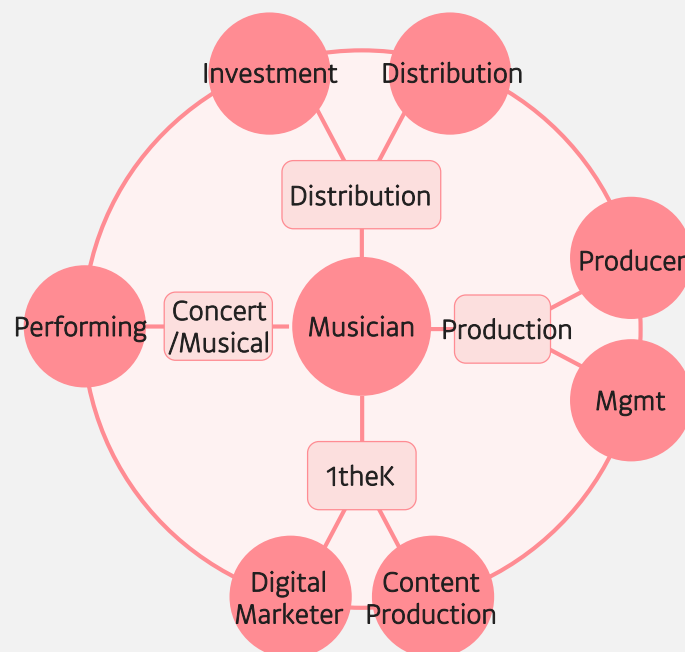 Investment
Distribution
Distribution
Producer
Performing
Concert
/Musical
Musician
Production
Mgmt
1theK
Digital
Marketer
Content
Production